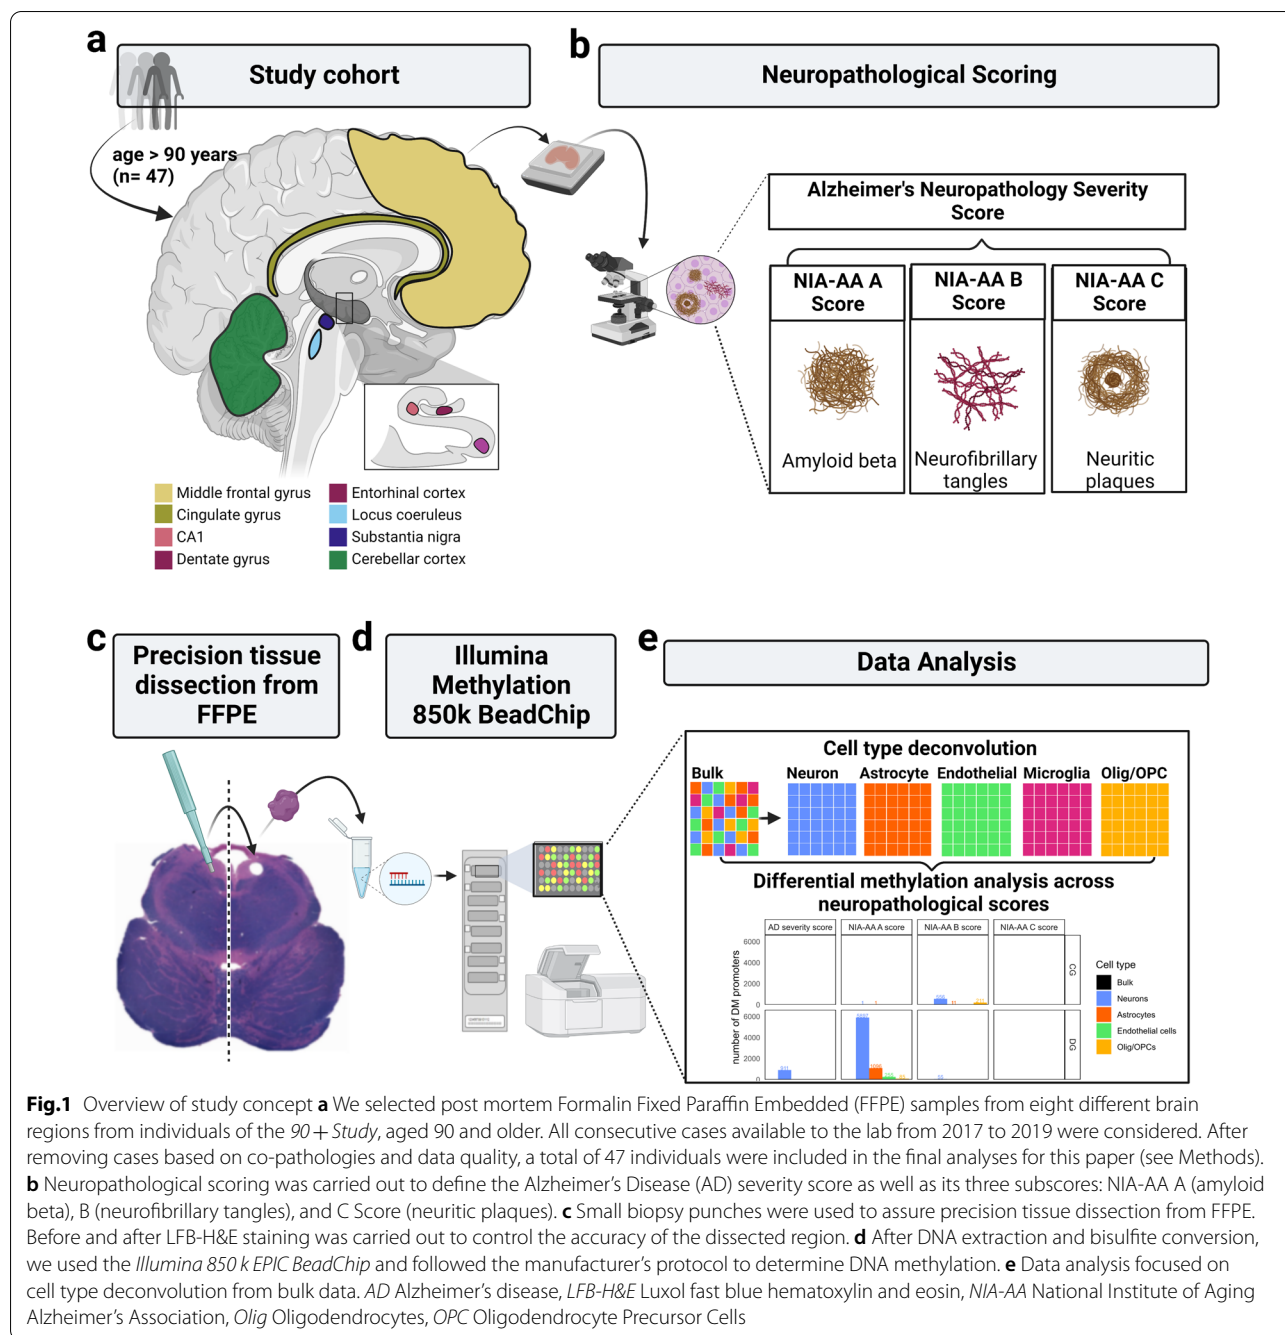 a
Study cohort
age > 90 years
(n= 47)
Middle frontal gyrus
Cingulate gyrus
CA1
Dentate gyrus
Entorhinal cortex
Locus coeruleus
Substantia nigra
Cerebellar cortex
b
Neuropathological Scoring
Alzheimer's Neuropathology Severity
Score
NIA-AA A
Score
NIA-AA B
Score
NIA-AA C
Score
Amyloid beta
Neurofibrillary
tangles
Neuritic
plaques
c
Precision tissue
dissection from
FFPE
d
Illumina
Methylation
850k BeadChip
e
Data Analysis
Cell type deconvolution
Bulk
Neuron
Astrocyte
Endothelial
Microglia
Olig/OPC
Differential methylation analysis across
neuropathological scores
AD severity score
NIA-AA A score
NIA-AA B score
NIA-AA C score
number of DM promoters
6000
4000
2000
0
CG
6000
4000
2000
0
DG
Cell type
Bulk
Neurons
Astrocytes
Endothelial cells
Olig/OPCs
Fig.1 Overview of study concept a We selected post mortem Formalin Fixed Paraffin Embedded (FFPE) samples from eight different brain
regions from individuals of the 90 + Study, aged 90 and older. All consecutive cases available to the lab from 2017 to 2019 were considered. After
removing cases based on co-pathologies and data quality, a total of 47 individuals were included in the final analyses for this paper (see Methods).
b Neuropathological scoring was carried out to define the Alzheimer's Disease (AD) severity score as well as its three subscores: NIA-AA A (amyloid
beta), B (neurofibrillary tangles), and C Score (neuritic plaques). c Small biopsy punches were used to assure precision tissue dissection from FFPE.
Before and after LFB-H&E staining was carried out to control the accuracy of the dissected region. d After DNA extraction and bisulfite conversion,
we used the Illumina 850 k EPIC BeadChip and followed the manufacturer's protocol to determine DNA methylation. e Data analysis focused on
cell type deconvolution from bulk data. AD Alzheimer's disease, LFB-H&E Luxol fast blue hematoxylin and eosin, NIA-AA National Institute of Aging
Alzheimer's Association, Olig Oligodendrocytes, OPC Oligodendrocyte Precursor Cells